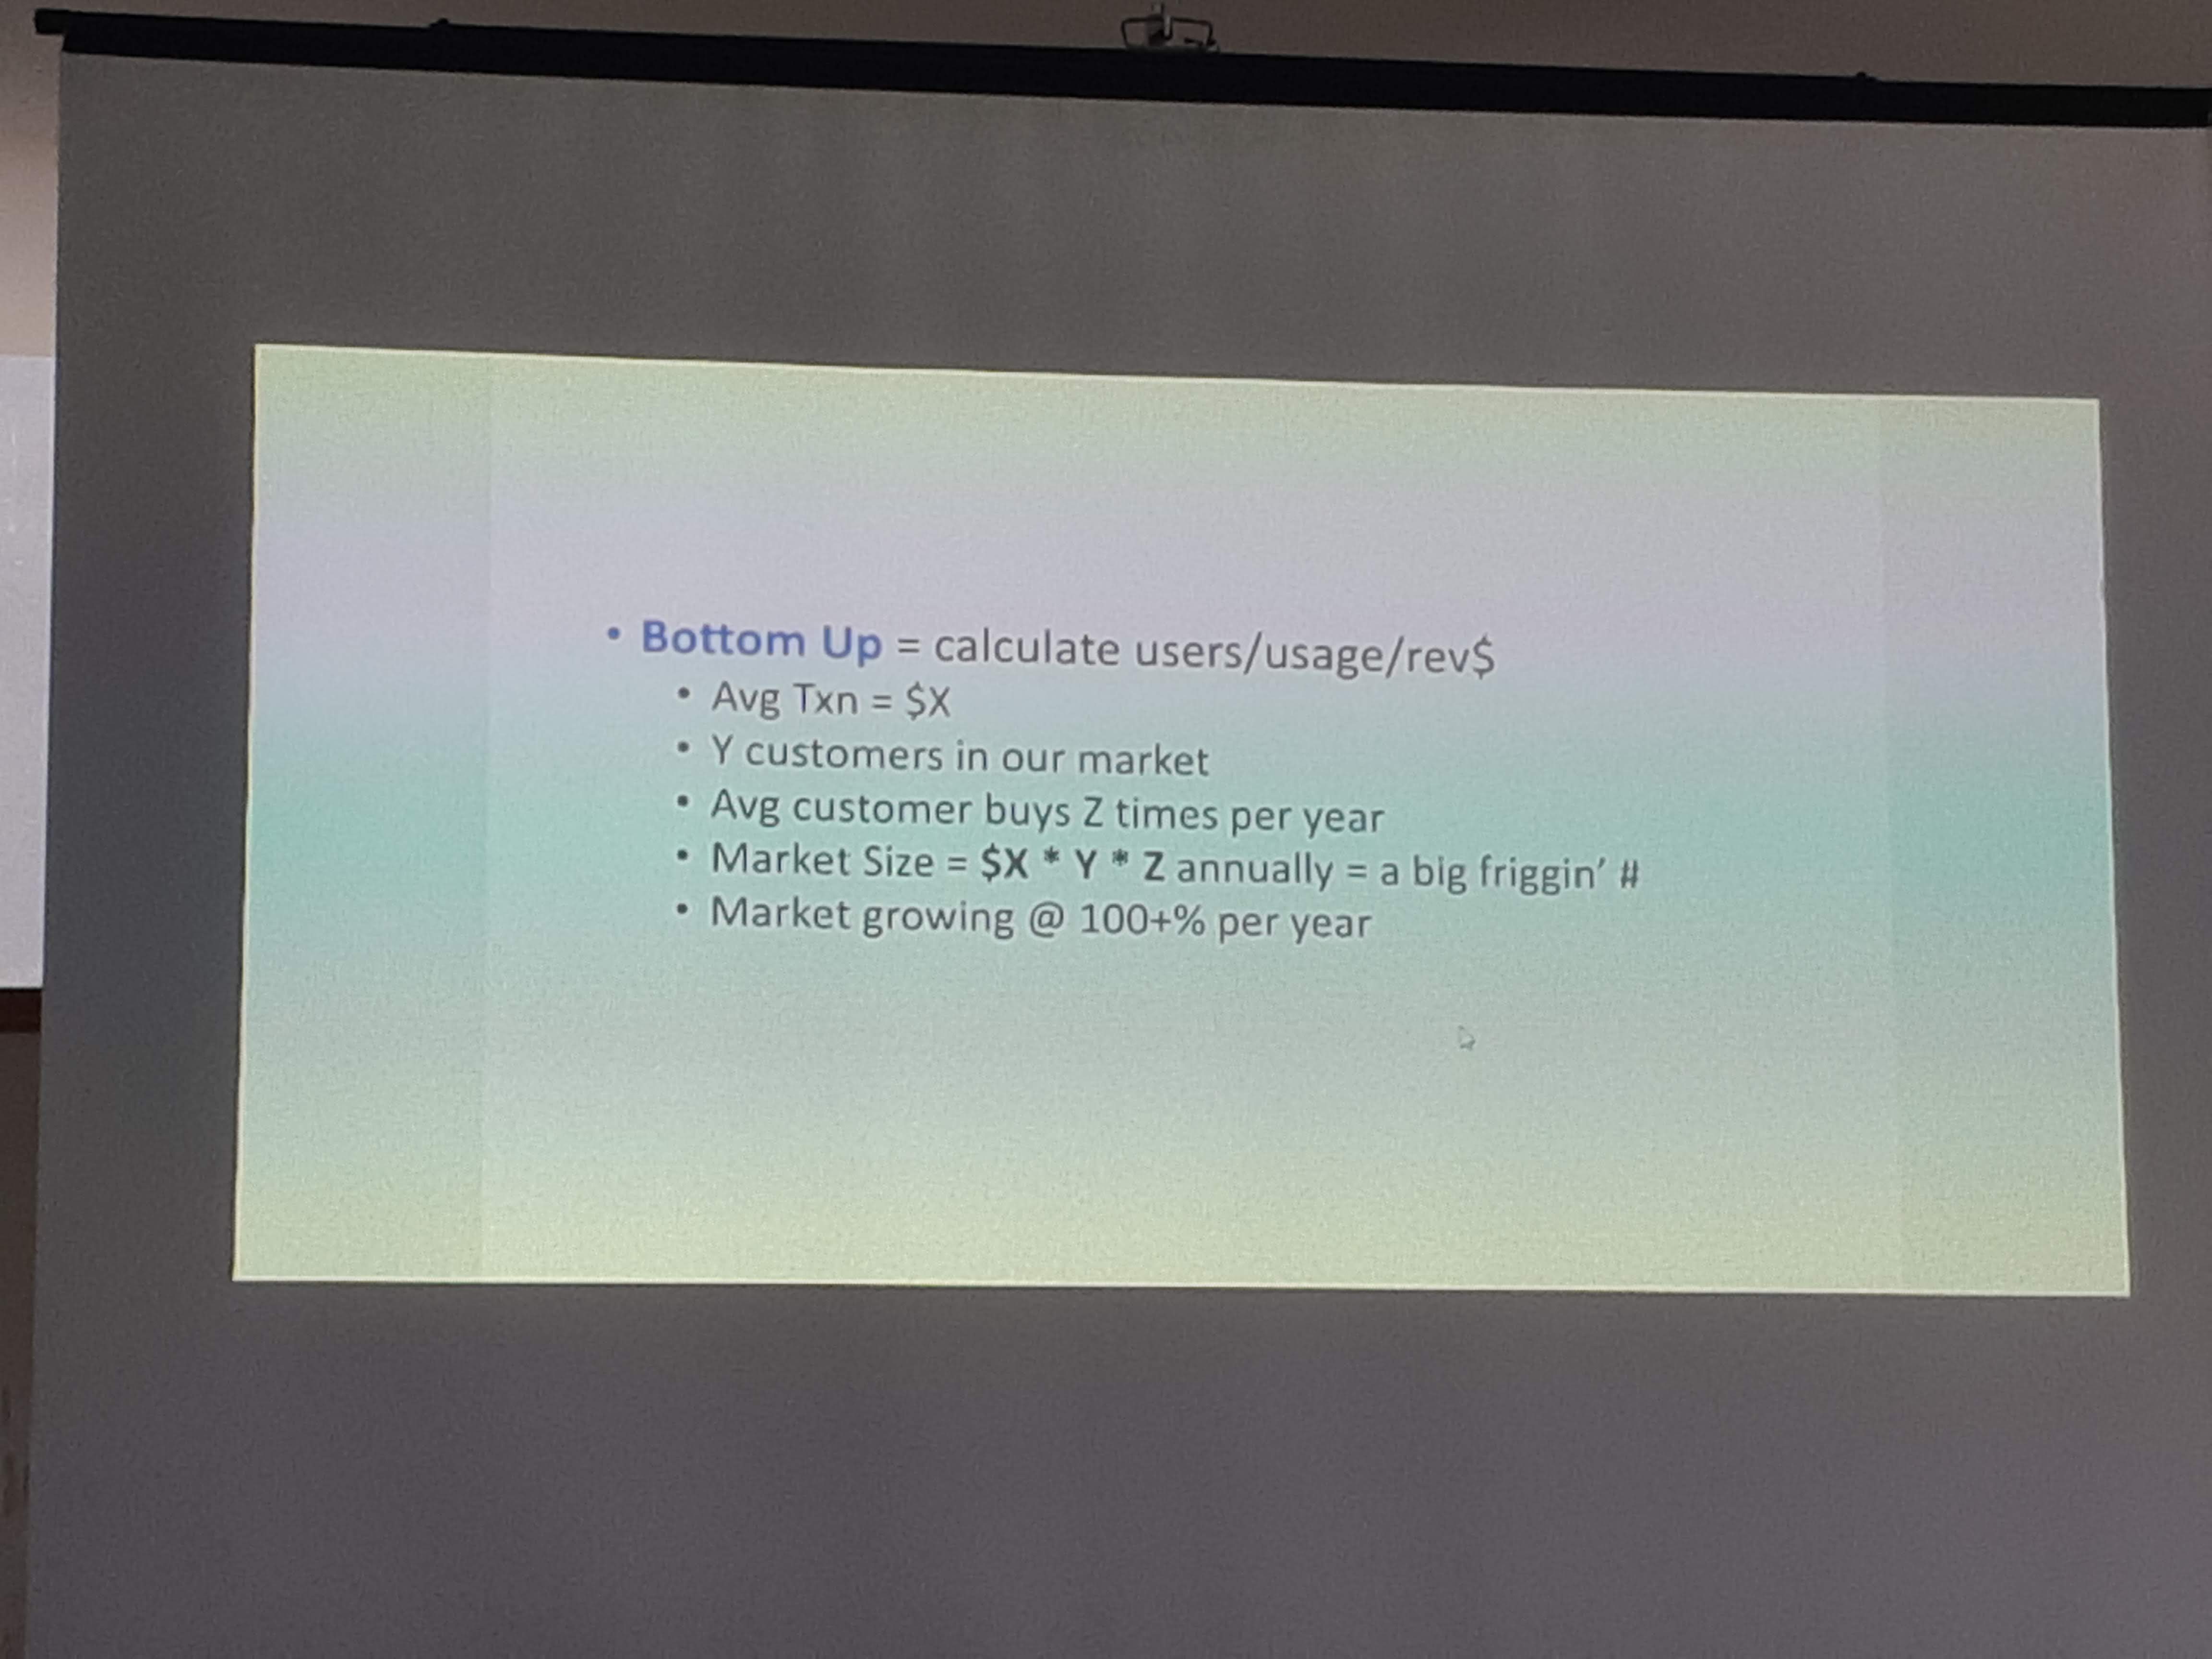 • Bottom Up = calculate users/usage/rev$
• Avg Txn = $X
• Y customers in our market
• Avg customer buys Z times per year
• Market Size = $X * Y * Z annually = a big friggin’ #
• Market growing @ 100+% per year